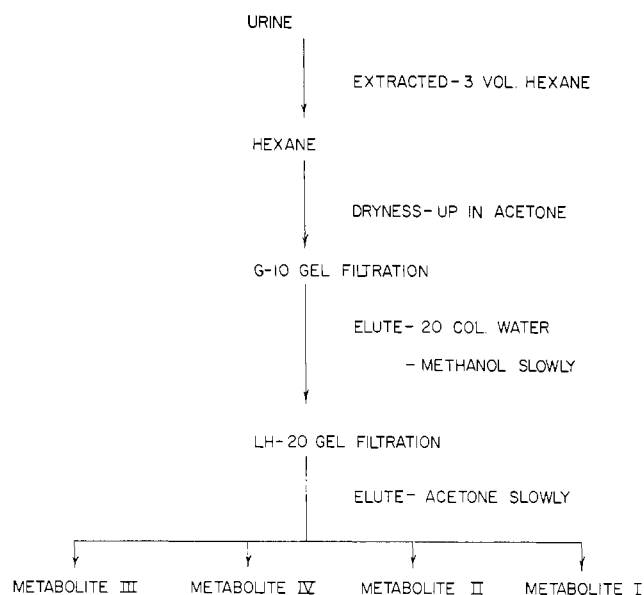 URINE
EXTRACTED-3 VOL. HEXANE
HEXANE
DRYNESS-UP IN ACETONE
G-10 GEL FILTRATION
ELUTE-20 COL. WATER
-METHANOL SLOWLY
LH-20 GEL FILTRATION
ELUTE-ACETONE SLOWLY
METABOLITE III METABOLITE IV METABOLITE II METABOLITE I